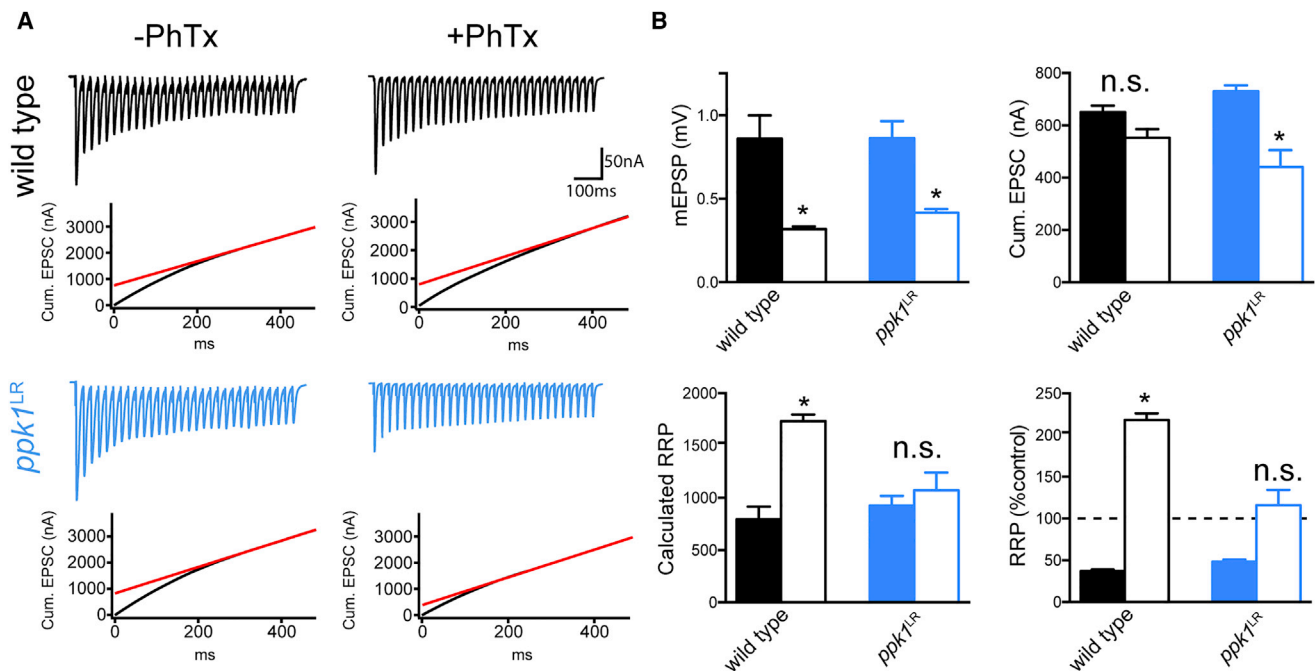 A
-PhTx
+PhTx
wild type
50nA
100ms
Cum. EPSC (nA)
3000
2000
1000
0
0
200
400
ms
Cum. EPSC (nA)
3000
2000
1000
0
0
200
400
ms
ppk1LR
Cum. EPSC (nA)
3000
2000
1000
0
0
200
400
ms
Cum. EPSC (nA)
3000
2000
1000
0
0
200
400
ms
B
mEPSP (mV)
1.0
0.5
0.0
*
*
wild type
ppk1LR
Cum. EPSC (nA)
800
600
400
200
0
n.s.
*
wild type
ppk1LR
Calculated RRP
2000
1500
1000
500
0
*
n.s.
wild type
ppk1LR
RRP (%control)
250
200
150
100
50
0
*
n.s.
wild type
ppk1LR